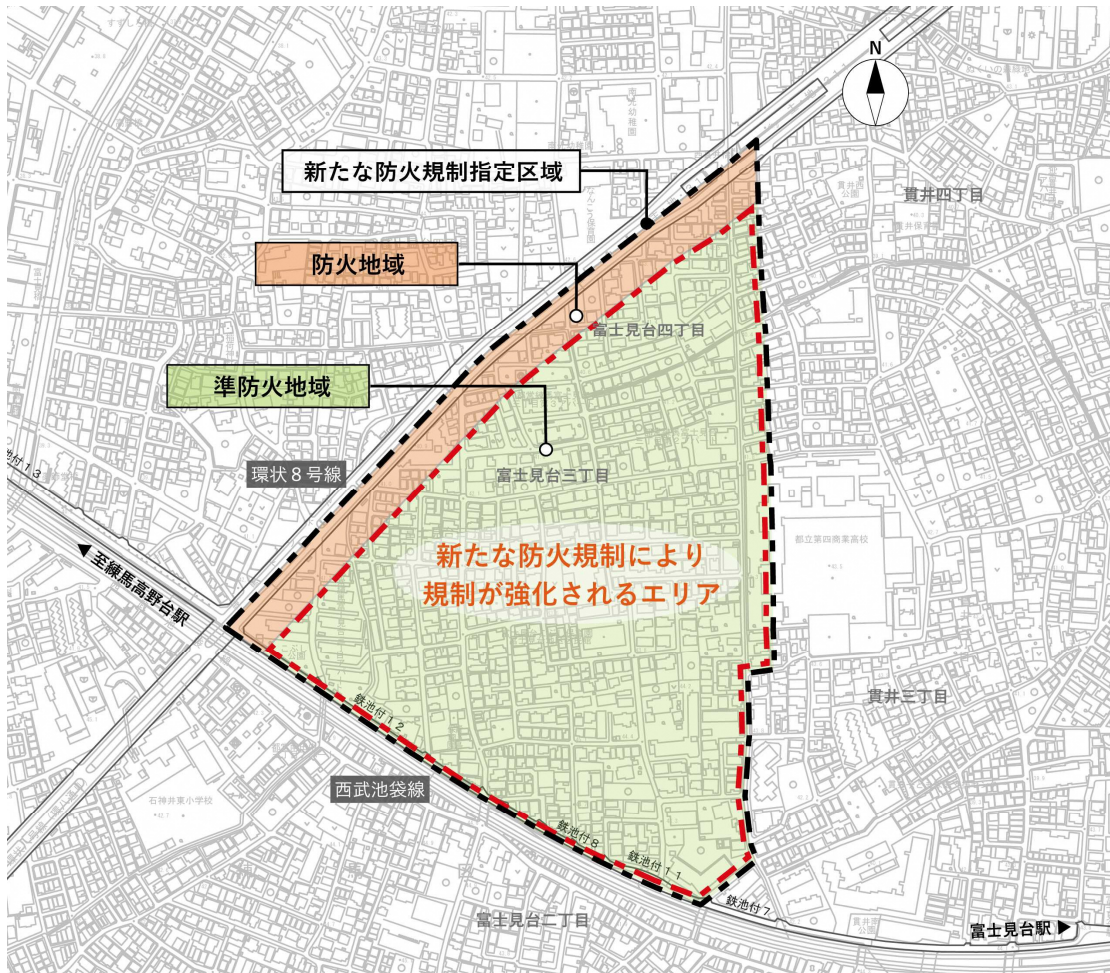 N
南光幼稚園
新たな防火規制指定区域
貫井四丁目
防火地域
富士見台四丁目
準防火地域
環状8号線
富士見台三丁目
都立第四商業高校
新たな防火規制により
規制が強化されるエリア
至練馬高野台駅
貫井三丁目
鉄池付12
西武池袋線
石神井東小学校
鉄池付8
鉄池付11
鉄池付7
富士見台二丁目
富士見台駅